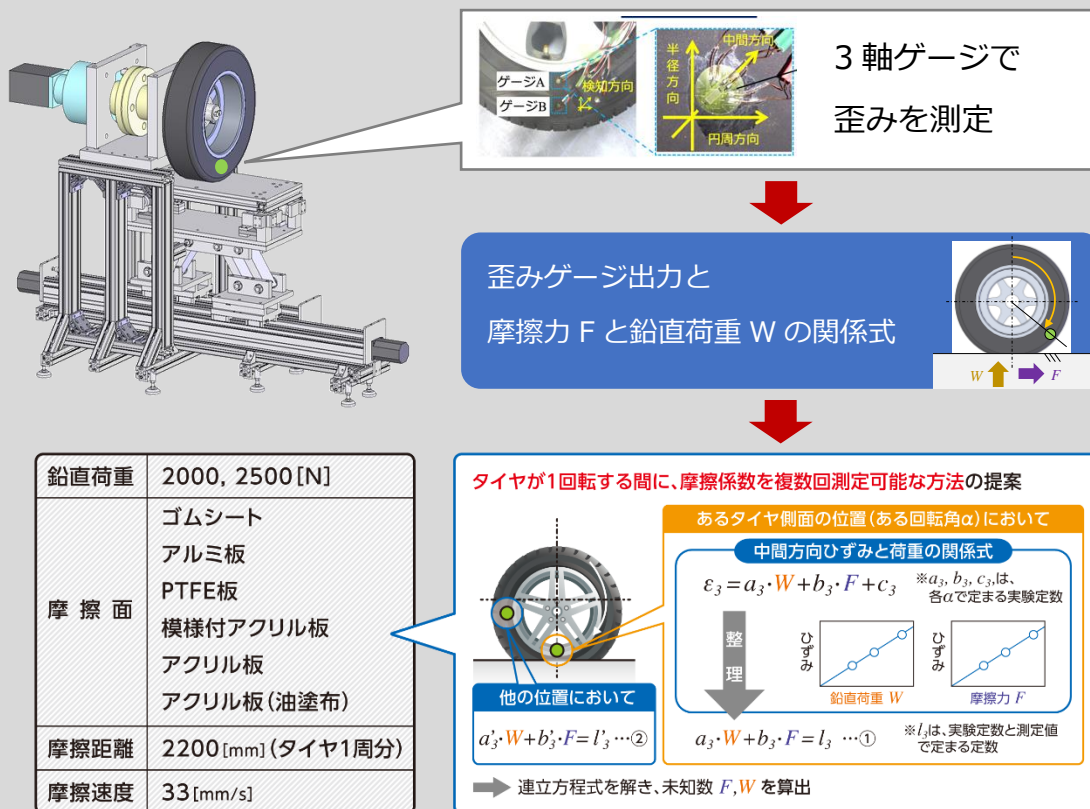 ゲージA
ゲージB
検知方向
半径方向
中間方向
円周方向
3軸ゲージで
歪みを測定
歪みゲージ出力と
摩擦力 F と鉛直荷重 W の関係式
W
F
鉛直荷重 2000, 2500[N]
摩擦面
ゴムシート
アルミ板
PTFE板
模様付アクリル板
アクリル板
アクリル板(油塗布)
摩擦距離 2200[mm](タイヤ1周分)
摩擦速度 33[mm/s]
タイヤが1回転する間に、摩擦係数を複数回測定可能な方法の提案
あるタイヤ側面の位置(ある回転角α)において
中間方向ひずみと荷重の関係式
ε₃=a₃·W+b₃·F+c₃
※a₃, b₃, c₃,は、
各αで定まる実験定数
整理
ひずみ
鉛直荷重 W
ひずみ
摩擦力 F
他の位置において
a'₃·W+b'₃·F=l'₃ …②
a₃·W+b₃·F=l₃ …①
※l₃は、実験定数と測定値
で定まる定数
連立方程式を解き、未知数 F,W を算出